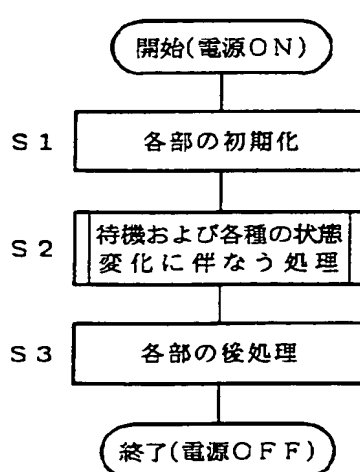 開始(電源ON)
S1 各部の初期化
S2 待機および各種の状態
変化に伴なう処理
S3 各部の後処理
終了(電源OFF)